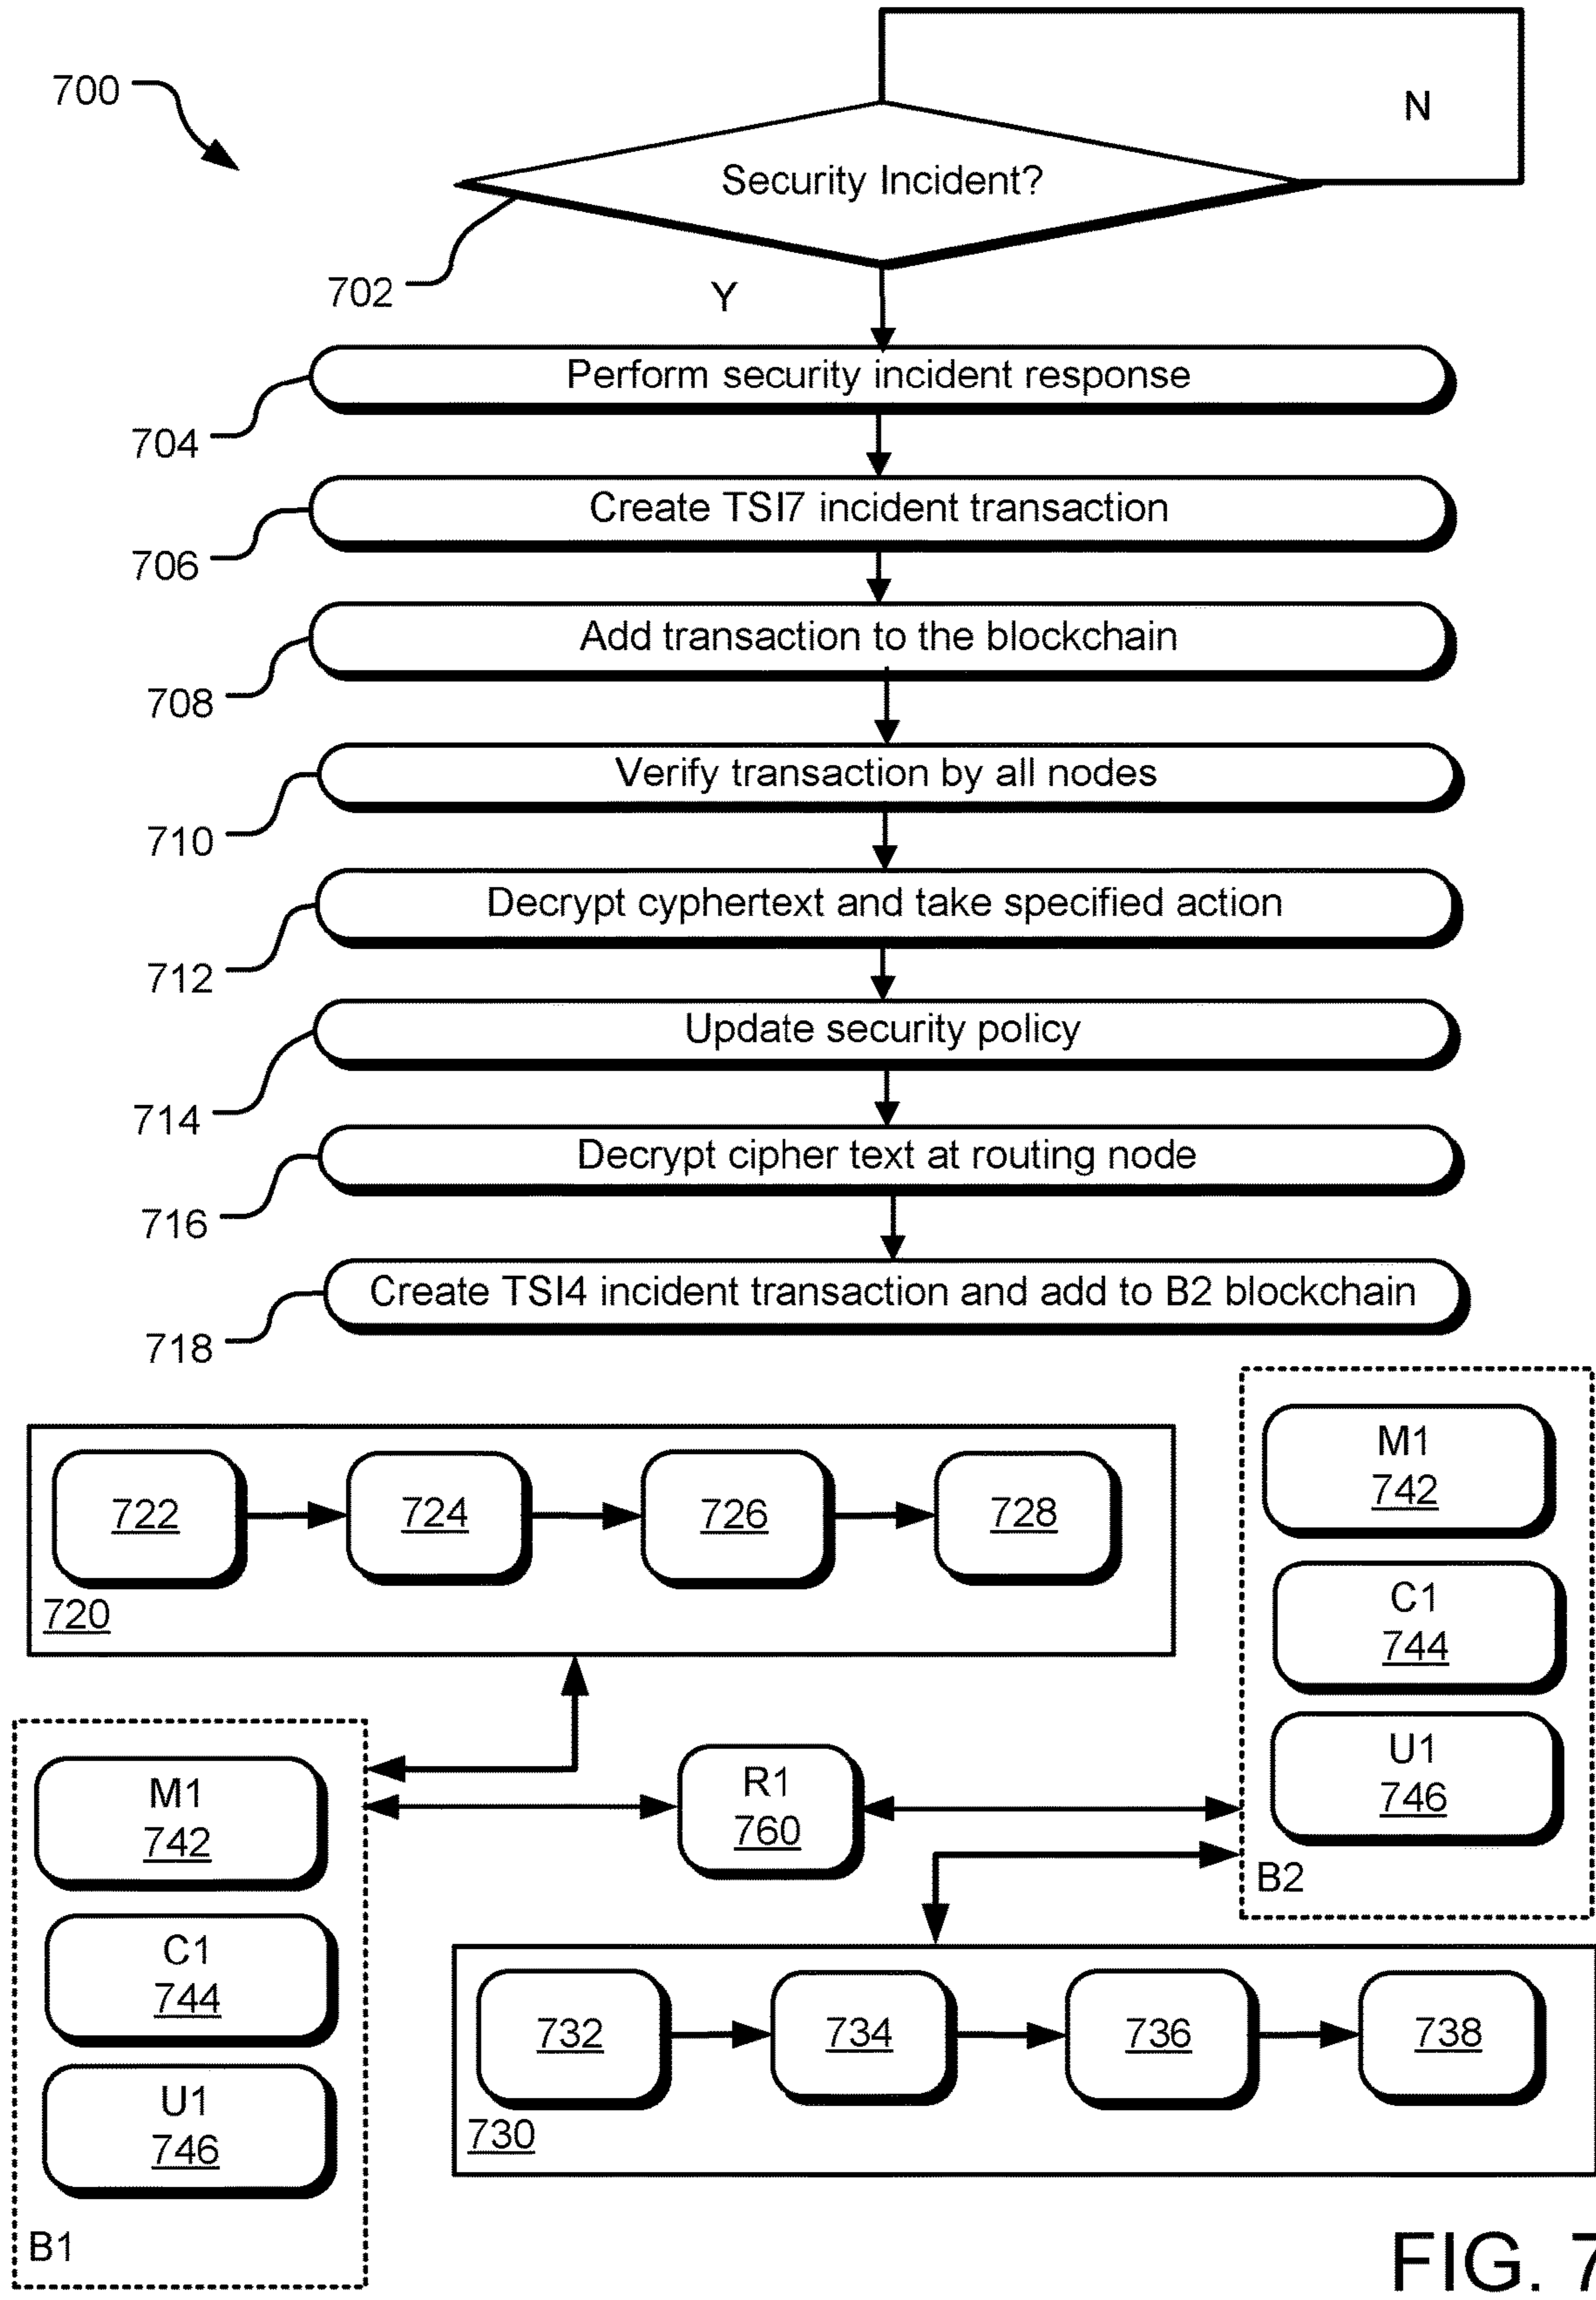 700
N
Security Incident?
702
Y
Perform security incident response
704
Create TSI7 incident transaction
706
Add transaction to the blockchain
708
Verify transaction by all nodes
710
Decrypt cyphertext and take specified action
712
Update security policy
714
Decrypt cipher text at routing node
716
Create TSI4 incident transaction and add to B2 blockchain
718
722
724
726
728
720
M1
742
C1
744
U1
746
B2
M1
742
C1
744
U1
746
B1
R1
760
732
734
736
738
730
FIG. 7